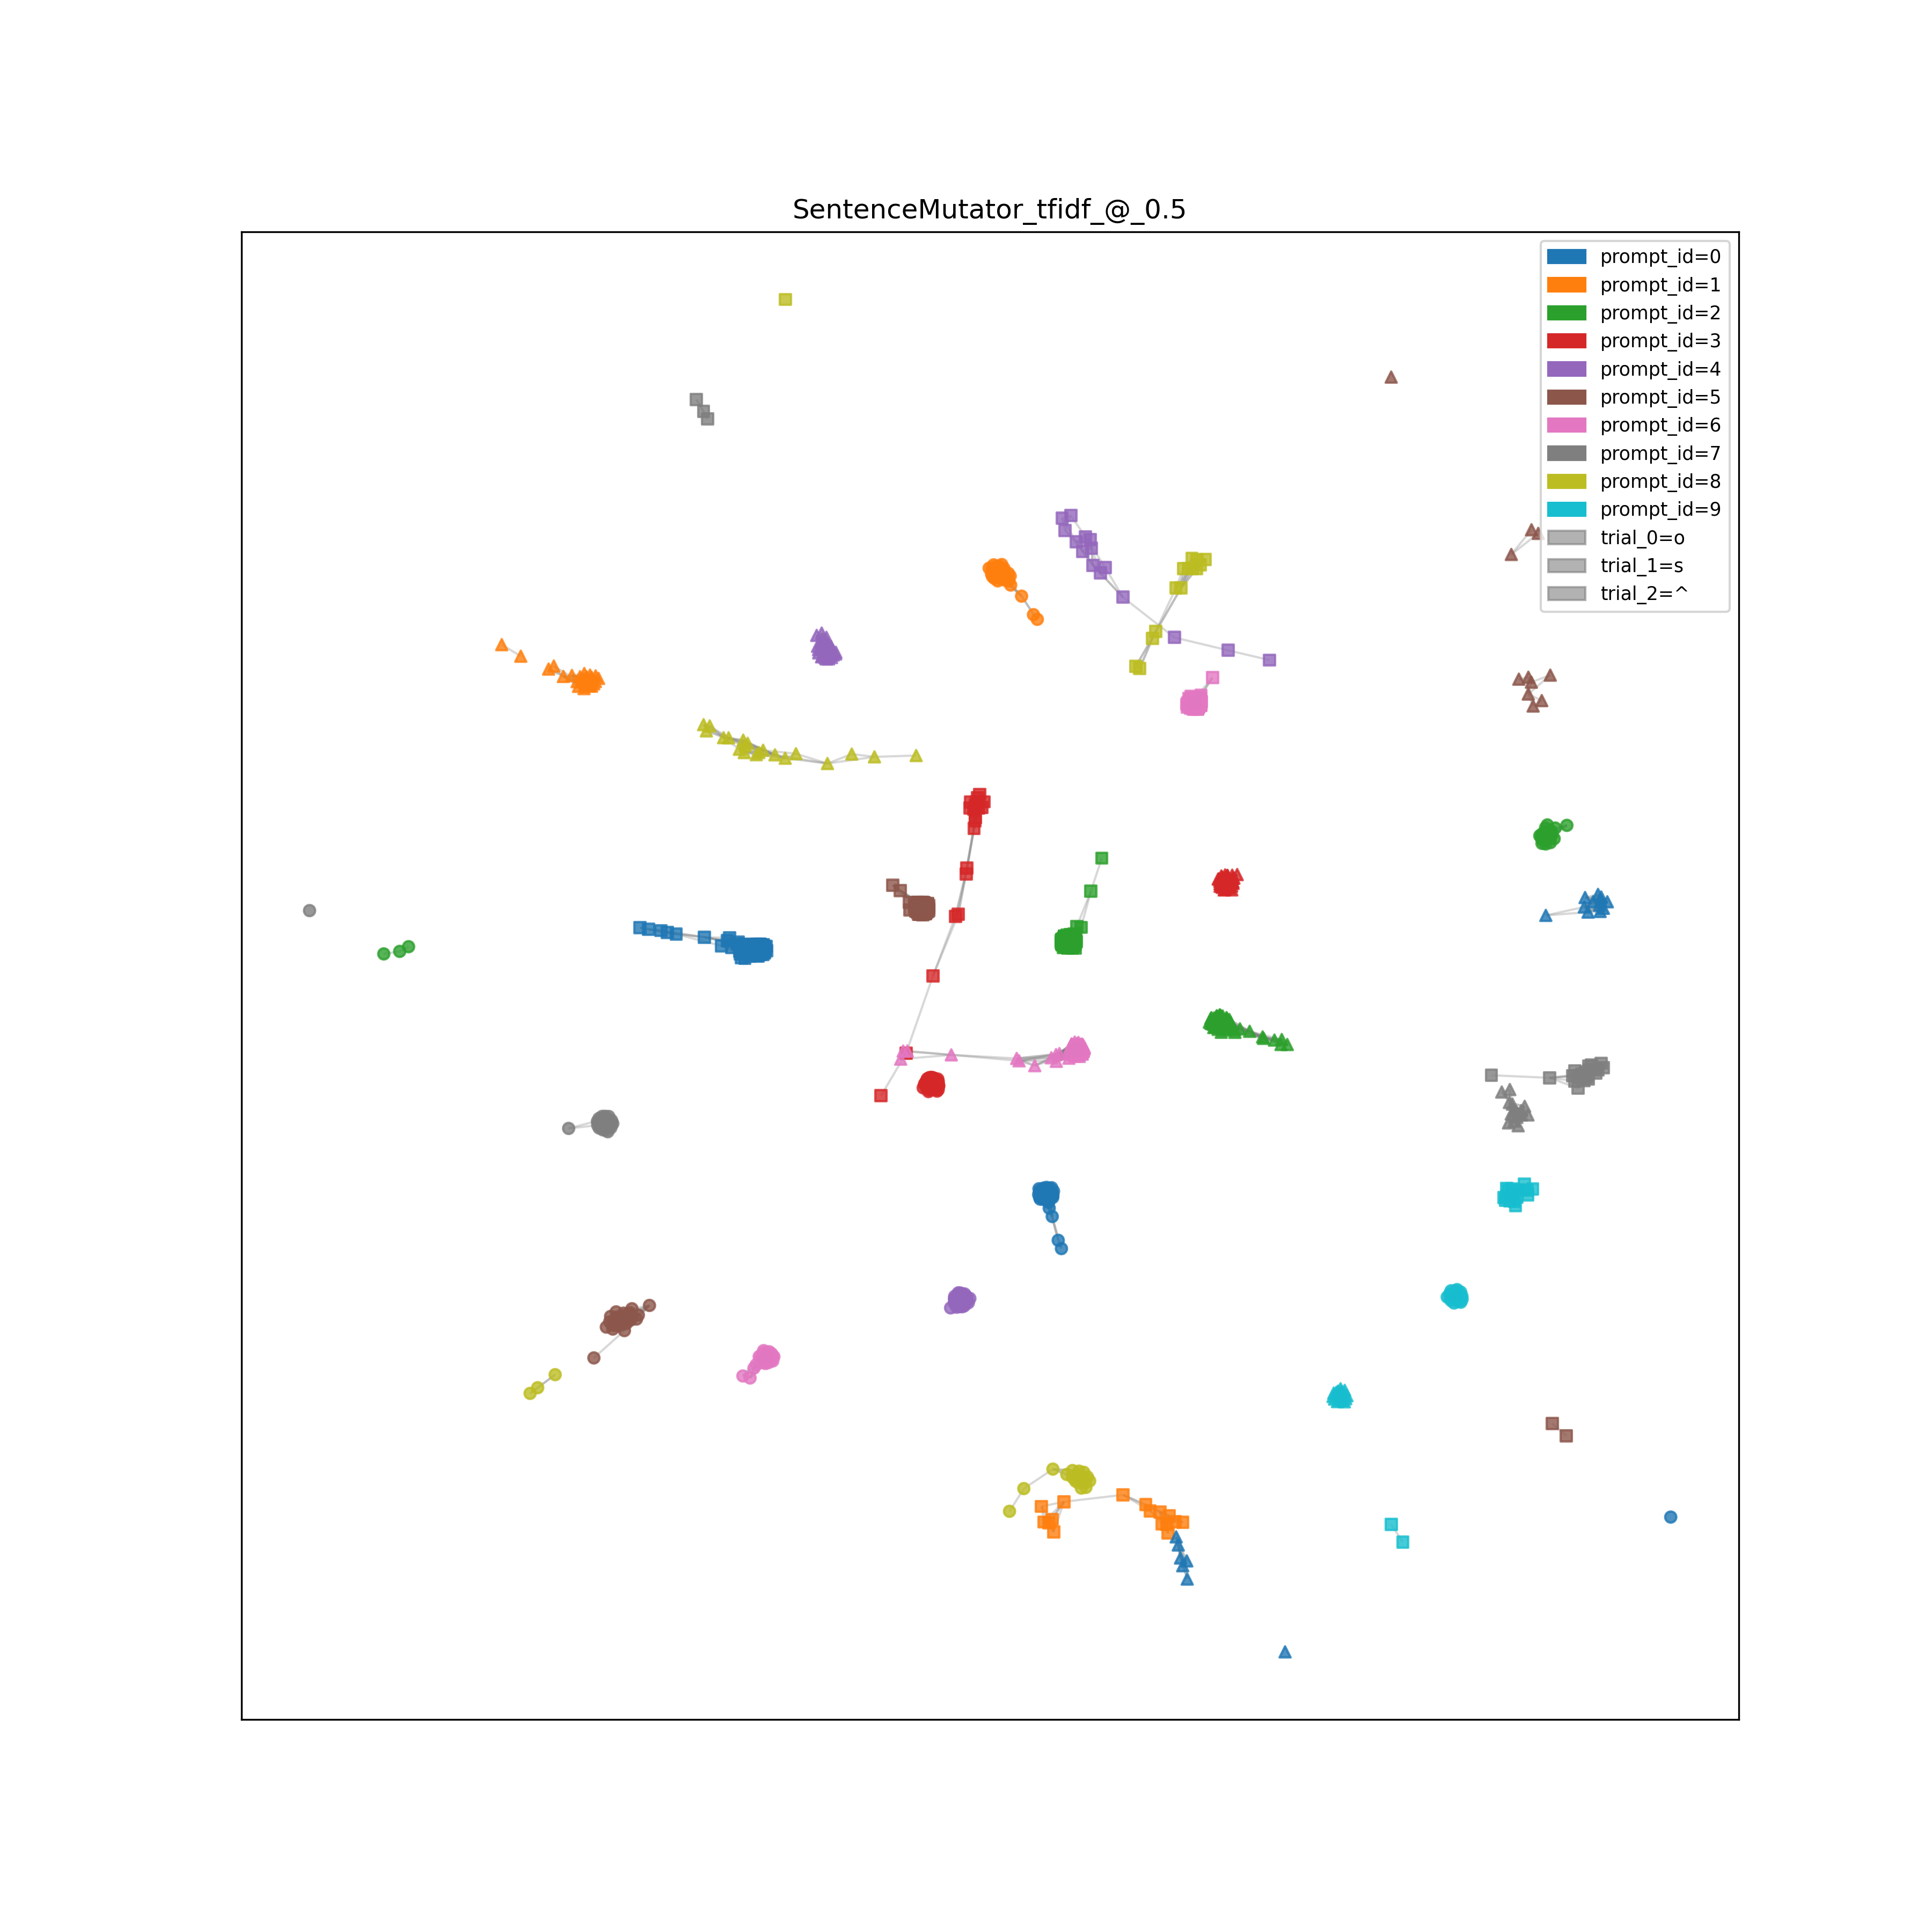 SentenceMutator_tfidf_@_0.5
prompt_id=0
prompt_id=1
prompt_id=2
prompt_id=3
prompt_id=4
prompt_id=5
prompt_id=6
prompt_id=7
prompt_id=8
prompt_id=9
trial_0=o
trial_1=s
trial_2=^